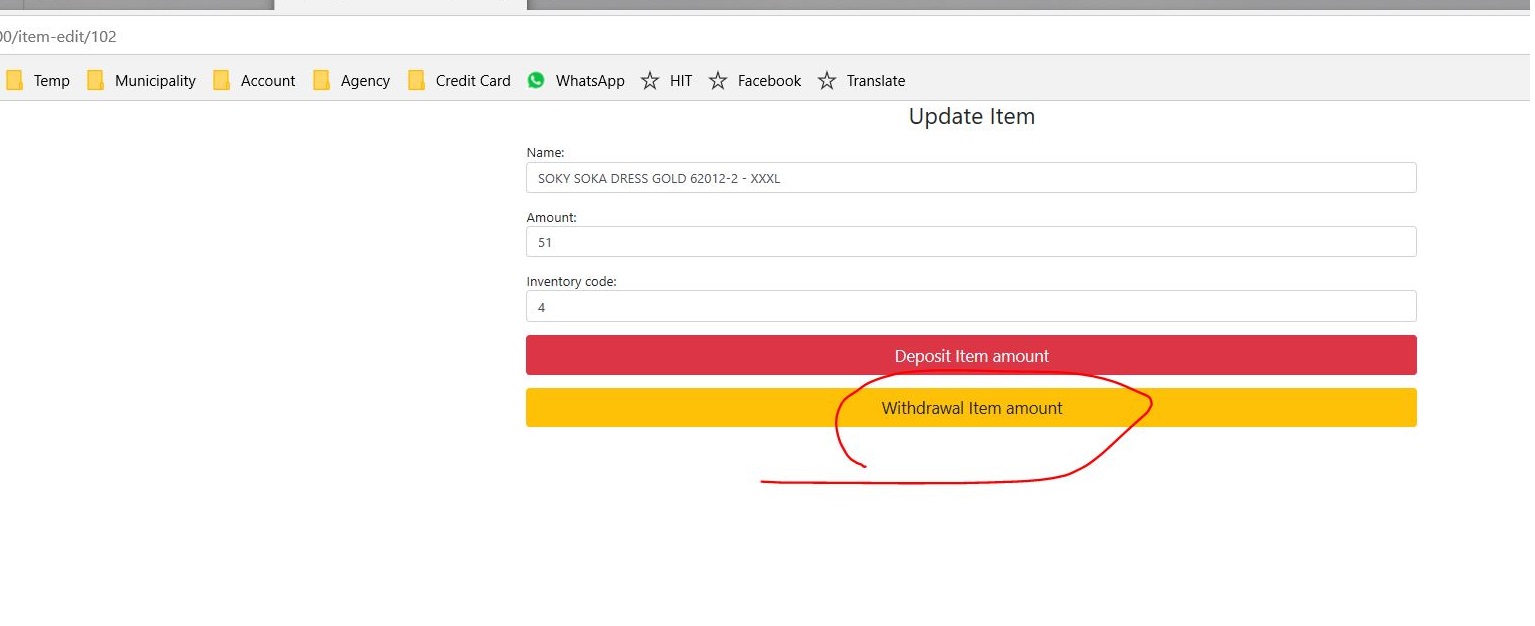 00/item-edit/102
Temp Municipality Account Agency Credit Card WhatsApp HIT Facebook Translate
Update Item
Name:
SOKY SOKA DRESS GOLD 62012-2 - XXXL
Amount:
51
Inventory code:
4
Deposit Item amount
Withdrawal Item amount